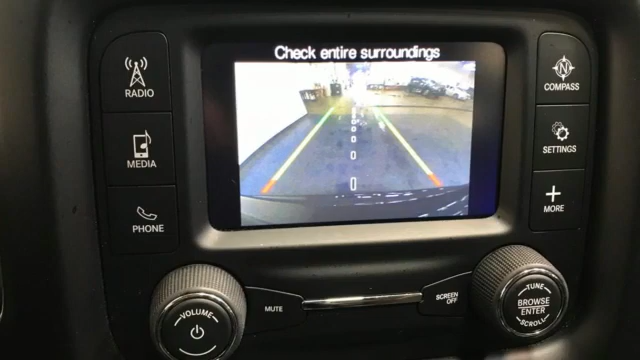 Check entire surroundings
RADIO
MEDIA
PHONE
N
COMPASS
SETTINGS
MORE
VOLUME
MUTE
SCREEN
OFF
TUNE
BROWSE
ENTER
SCROLL